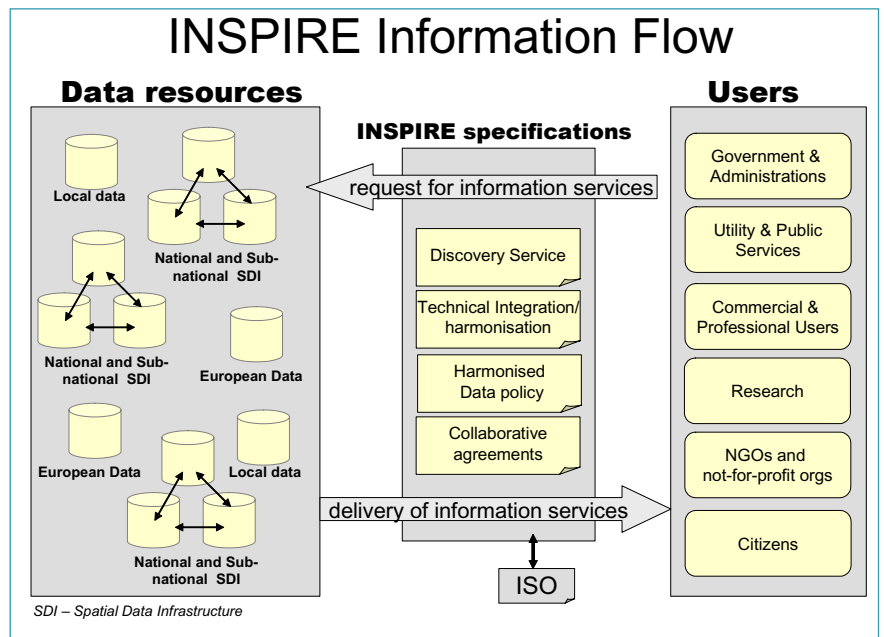 INSPIRE Information Flow
Data resources
Local data
National and Sub-
national SDI
National and Sub-
national SDI
European Data
European Data
Local data
National and Sub-
national SDI
SDI – Spatial Data Infrastructure
INSPIRE specifications
request for information services
Discovery Service
Technical Integration/
harmonisation
Harmonised
Data policy
Collaborative
agreements
delivery of information services
ISO
Users
Government &
Administrations
Utility & Public
Services
Commercial &
Professional Users
Research
NGOs and
not-for-profit orgs
Citizens